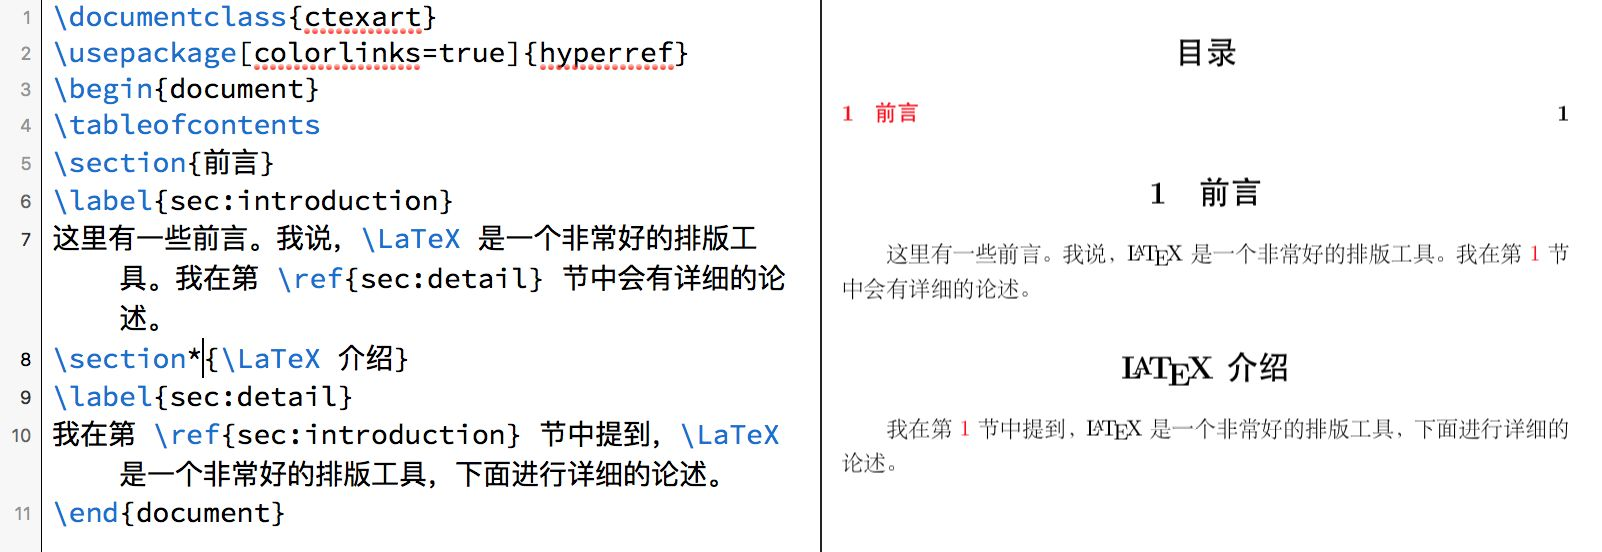 1 \documentclass{ctexart}
2 \usepackage[colorlinks=true]{hyperref}
3 \begin{document}
4 \tableofcontents
5 \section{前言}
6 \label{sec:introduction}
7 这里有一些前言。我说，\LaTeX 是一个非常好的排版工
具。我在第 \ref{sec:detail} 节中会有详细的论
述。
8 \section*{\LaTeX 介绍}
9 \label{sec:detail}
10 我在第 \ref{sec:introduction} 节中提到，\LaTeX
是一个非常好的排版工具，下面进行详细的论述。
11 \end{document}
目录
1 前言 1
1 前言
这里有一些前言。我说，LATEX 是一个非常好的排版工具。我在第 1 节
中会有详细的论述。
LATEX 介绍
我在第 1 节中提到，LATEX 是一个非常好的排版工具，下面进行详细的
论述。